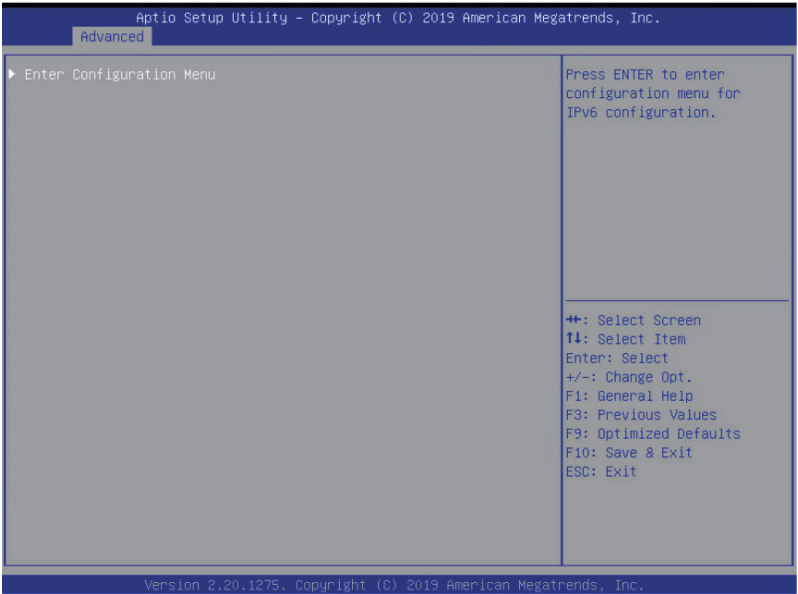 Aptio Setup Utility – Copyright (C) 2019 American Megatrends, Inc.
Advanced
Enter Configuration Menu
Press ENTER to enter
configuration menu for
IPv6 configuration.
→←: Select Screen
↑↓: Select Item
Enter: Select
+/-: Change Opt.
F1: General Help
F3: Previous Values
F9: Optimized Defaults
F10: Save & Exit
ESC: Exit
Version 2.20.1275. Copyright (C) 2019 American Megatrends, Inc.